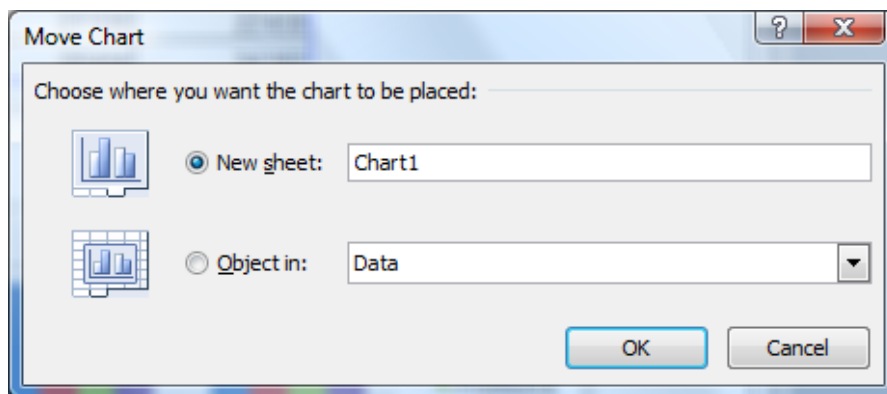 Move Chart
Choose where you want the chart to be placed:
New sheet: Chart1
Object in: Data
OK Cancel